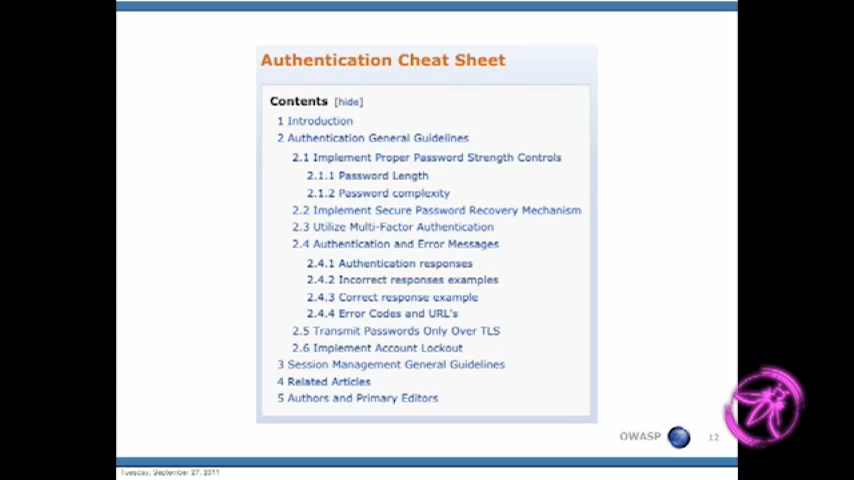 Authentication Cheat Sheet
Contents [hide]
1 Introduction
2 Authentication General Guidelines
2.1 Implement Proper Password Strength Controls
2.1.1 Password Length
2.1.2 Password complexity
2.2 Implement Secure Password Recovery Mechanism
2.3 Utilize Multi-Factor Authentication
2.4 Authentication and Error Messages
2.4.1 Authentication responses
2.4.2 Incorrect responses examples
2.4.3 Correct response example
2.4.4 Error Codes and URL's
2.5 Transmit Passwords Only Over TLS
2.6 Implement Account Lockout
3 Session Management General Guidelines
4 Related Articles
5 Authors and Primary Editors
OWASP 12
Tuesday, September 27, 2011